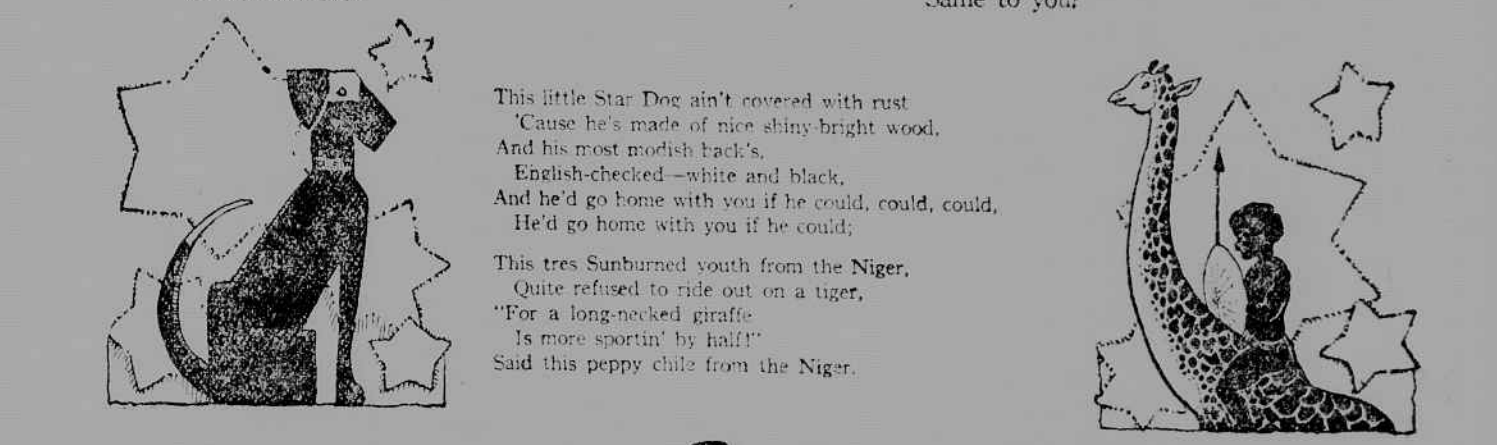 Same to you!
This little Star Dog ain't covered with rust
'Cause he's made of nice shiny-bright wood,
And his most modish back's,
English-checked—white and black,
And he'd go home with you if he could, could, could,
He'd go home with you if he could;
This tres Sunburned youth from the Niger,
Quite refused to ride out on a tiger,
"For a long-necked giraffe
Is more sportin' by half!"
Said this peppy chile from the Niger.